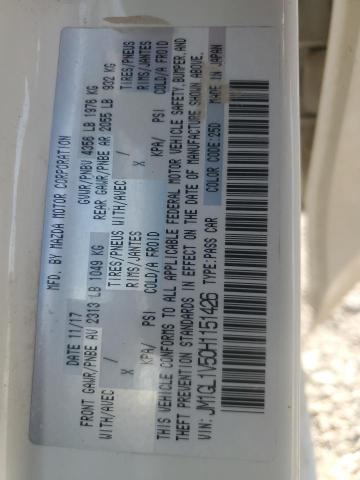 MFD. BY MAZDA MOTOR CORPORATION
DATE 11/17 GVWR/PNBV 4356 LB 1976 KG
FRONT GAWR/PNBE AV 2313 LB 1049 KG REAR GAWR/PNBE AR 2055 LB 932 KG
WITH/AVEC / TIRES/PNEUS WITH/AVEC / TIRES/PNEUS
X RIMS/JANTES X RIMS/JANTES
KPA/ PSI COLD/A FROID KPA/ PSI COLD/A FROID
THIS VEHICLE CONFORMS TO ALL APPLICABLE FEDERAL MOTOR VEHICLE SAFETY, BUMPER, AND
THEFT PREVENTION STANDARDS IN EFFECT ON THE DATE OF MANUFACTURE SHOWN ABOVE.
VIN: JM1GL1V50H1151426 TYPE:PASS CAR COLOR CODE:25D MADE IN JAPAN